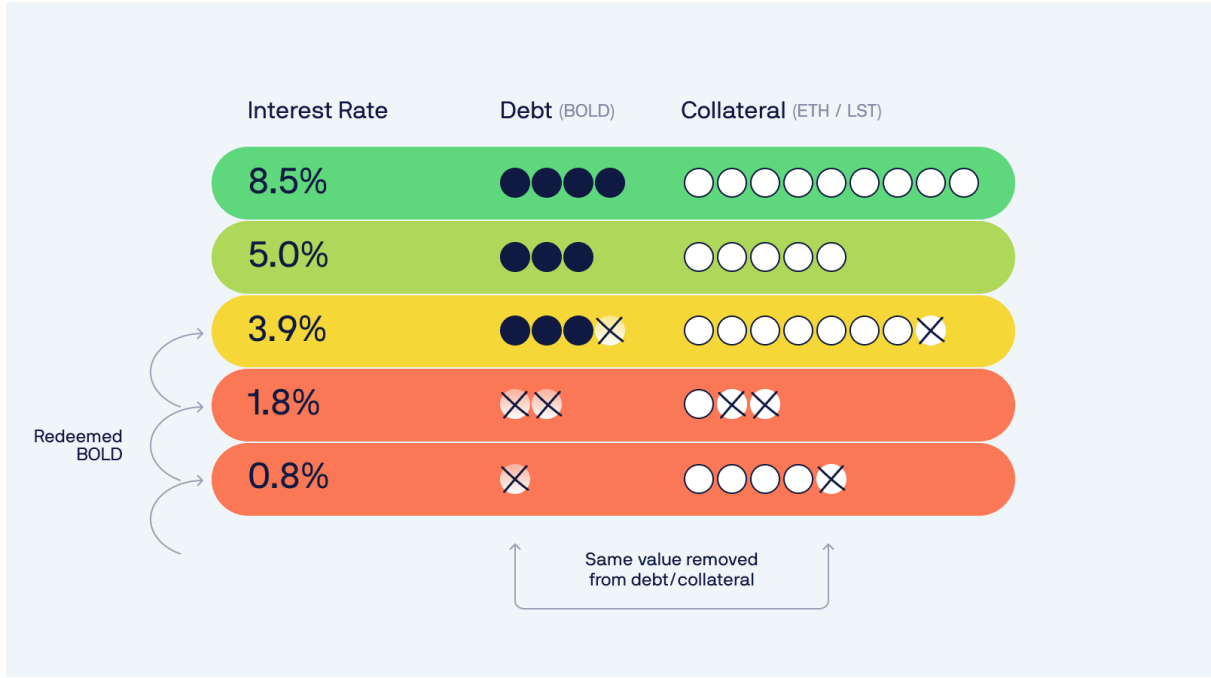 Interest Rate Debt (BOLD) Collateral (ETH / LST)
8.5%
5.0%
3.9%
1.8%
0.8%
Redeemed
BOLD
Same value removed
from debt/collateral